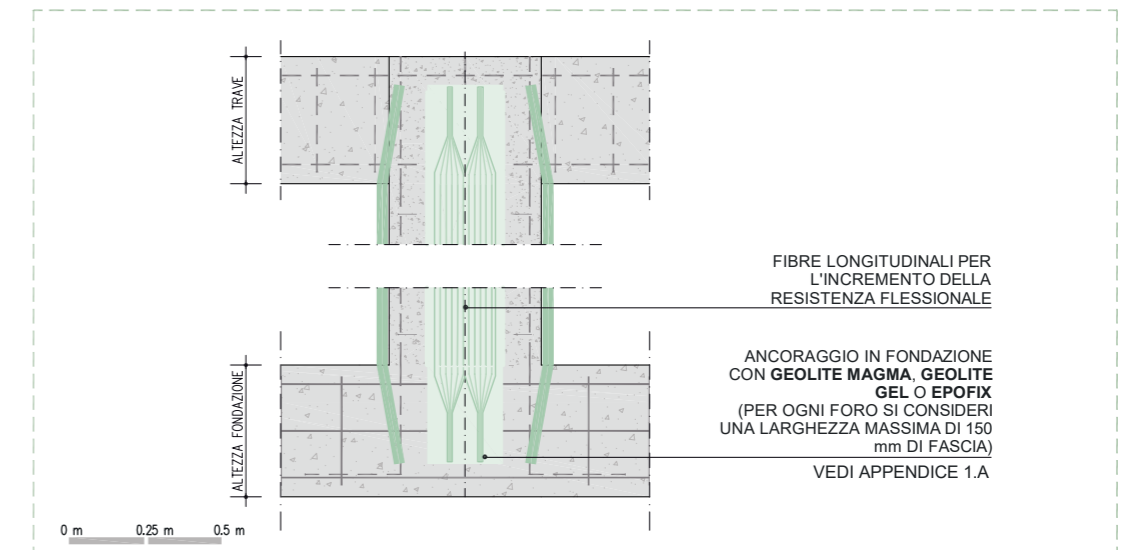 ALTEZZA TRAVE
FIBRE LONGITUDINALI PER
L'INCREMENTO DELLA
RESISTENZA FLESSIONALE
ALTEZZA FONDAZIONE
ANCORAGGIO IN FONDAZIONE
CON GEOLITE MAGMA, GEOLITE
GEL O EPOFIX
(PER OGNI FORO SI CONSIDERI
UNA LARGHEZZA MASSIMA DI 150
mm DI FASCIA)
VEDI APPENDICE 1.A
0 m 0.25 m 0.5 m